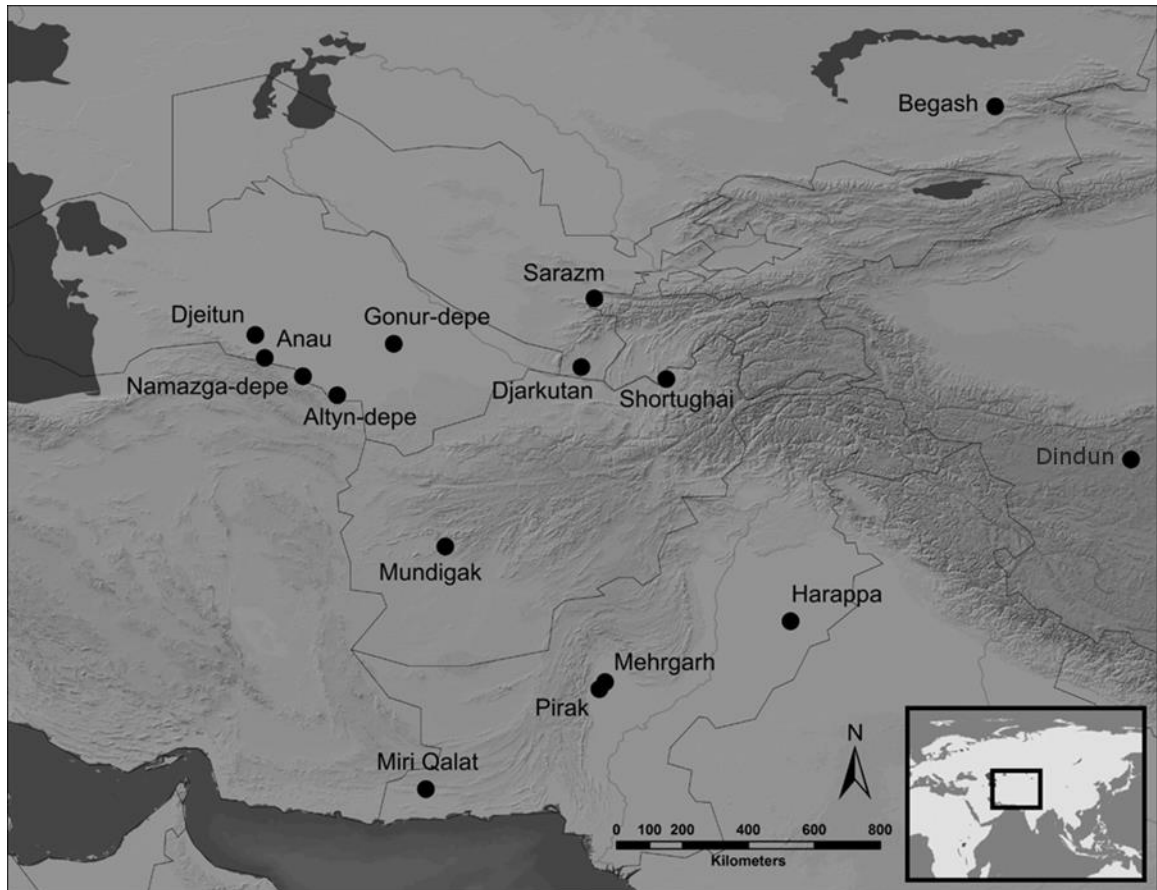 Begash
Sarazm
Djeitun
Anau
Gonur-depe
Namazga-depe
Altyn-depe
Djarkutan
Shortughai
Dindun
Mundigak
Harappa
Mehrgarh
Pirak
Miri Qalat
N
0 100 200 400 600 800
Kilometers